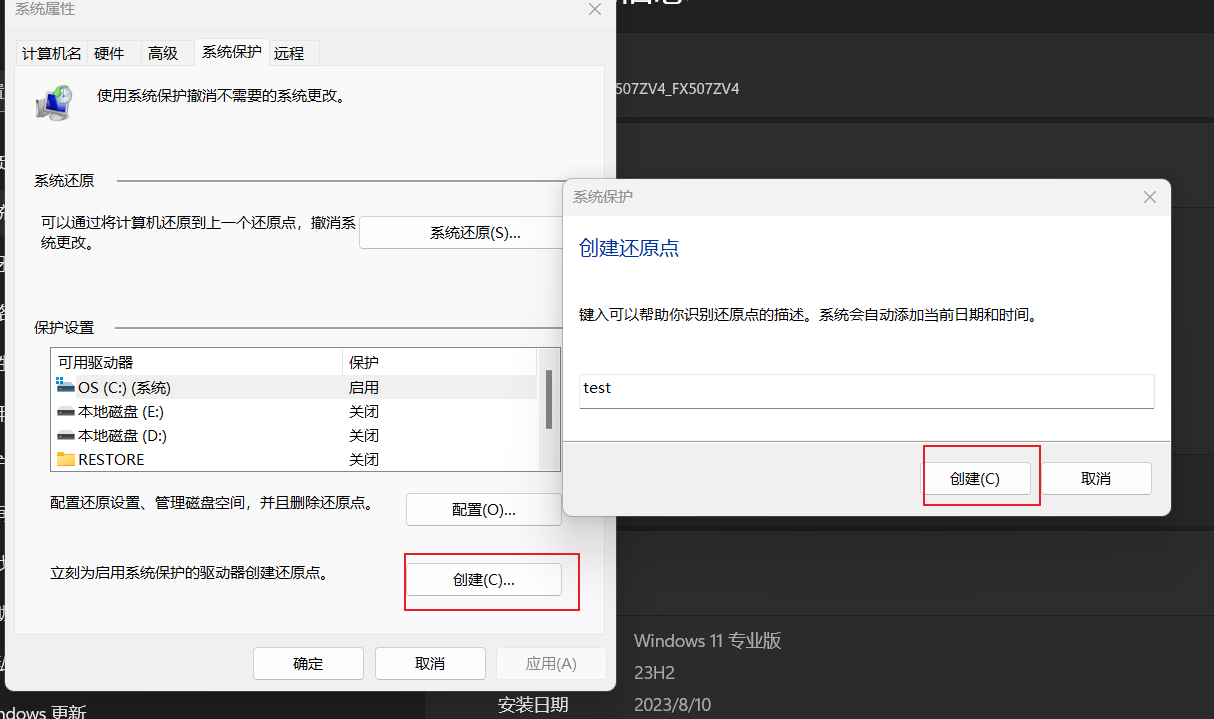 系统属性
计算机名 硬件 高级 系统保护 远程
使用系统保护撤消不需要的系统更改。
系统还原
可以通过将计算机还原到上一个还原点，撤消系
统更改。
系统还原(S)...
保护设置
可用驱动器 保护
OS (C:) (系统) 启用
本地磁盘 (E:) 关闭
本地磁盘 (D:) 关闭
RESTORE 关闭
配置还原设置、管理磁盘空间，并且删除还原点。
配置(O)...
立刻为启用系统保护的驱动器创建还原点。
创建(C)...
确定 取消 应用(A)
507ZV4_FX507ZV4
系统保护
创建还原点
键入可以帮助你识别还原点的描述。系统会自动添加当前日期和时间。
test
创建(C) 取消
Windows 11 专业版
23H2
安装日期 2023/8/10
ndows 更新